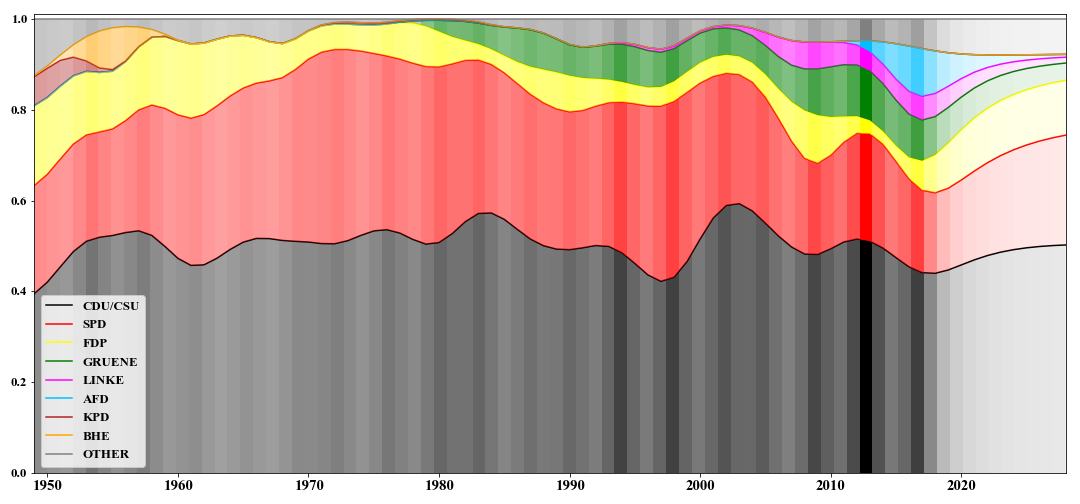 1.0
0.8
0.6
0.4
0.2
0.0
CDU/CSU
SPD
FDP
GRUENE
LINKE
AFD
KPD
BHE
OTHER
1950 1960 1970 1980 1990 2000 2010 2020